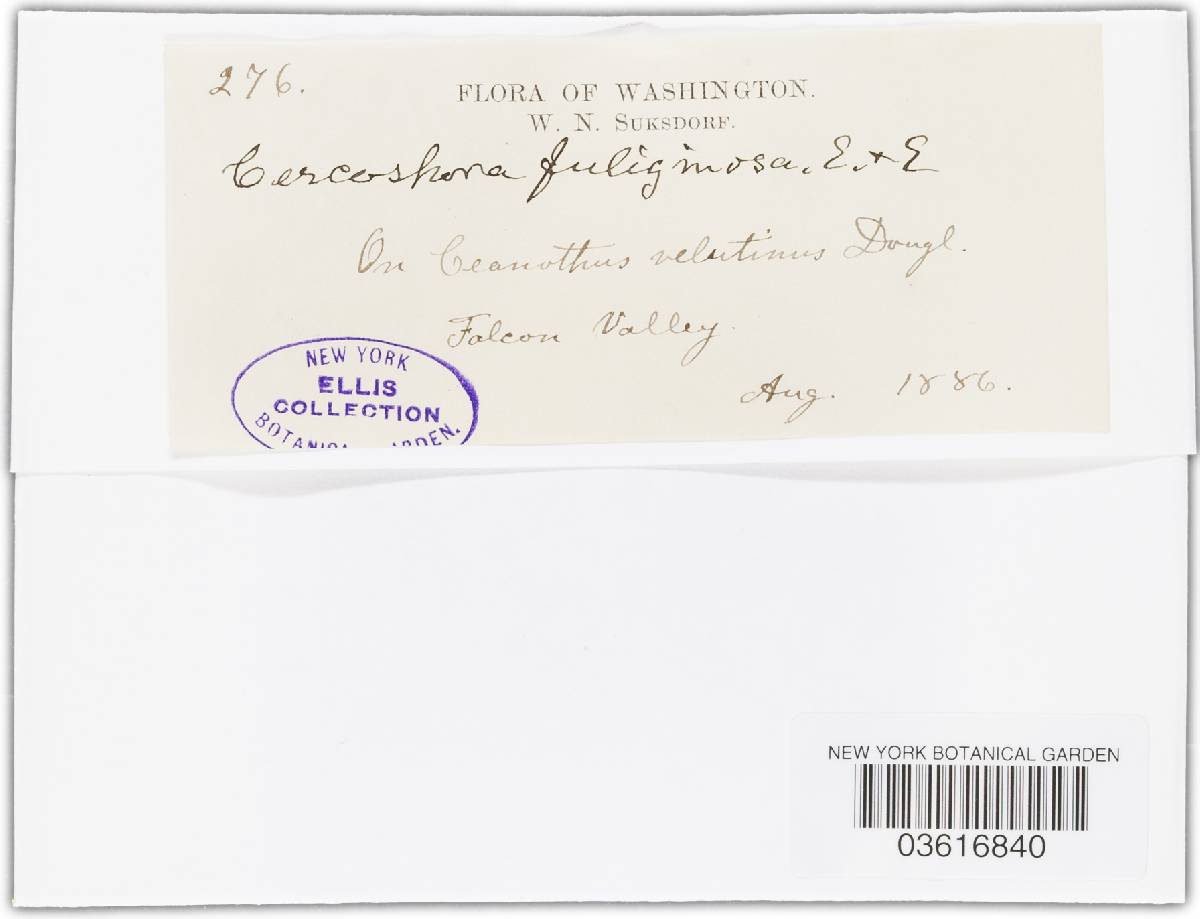 276.
FLORA OF WASHINGTON.
W. N. SUKSDORF.
Cercospora fuliginosa, E. & E
On Ceanothus velutinus Dougl.
Falcon Valley
Aug. 1886.
NEW YORK
ELLIS
COLLECTION
BOTANICAL GARDEN.
NEW YORK BOTANICAL GARDEN
03616840